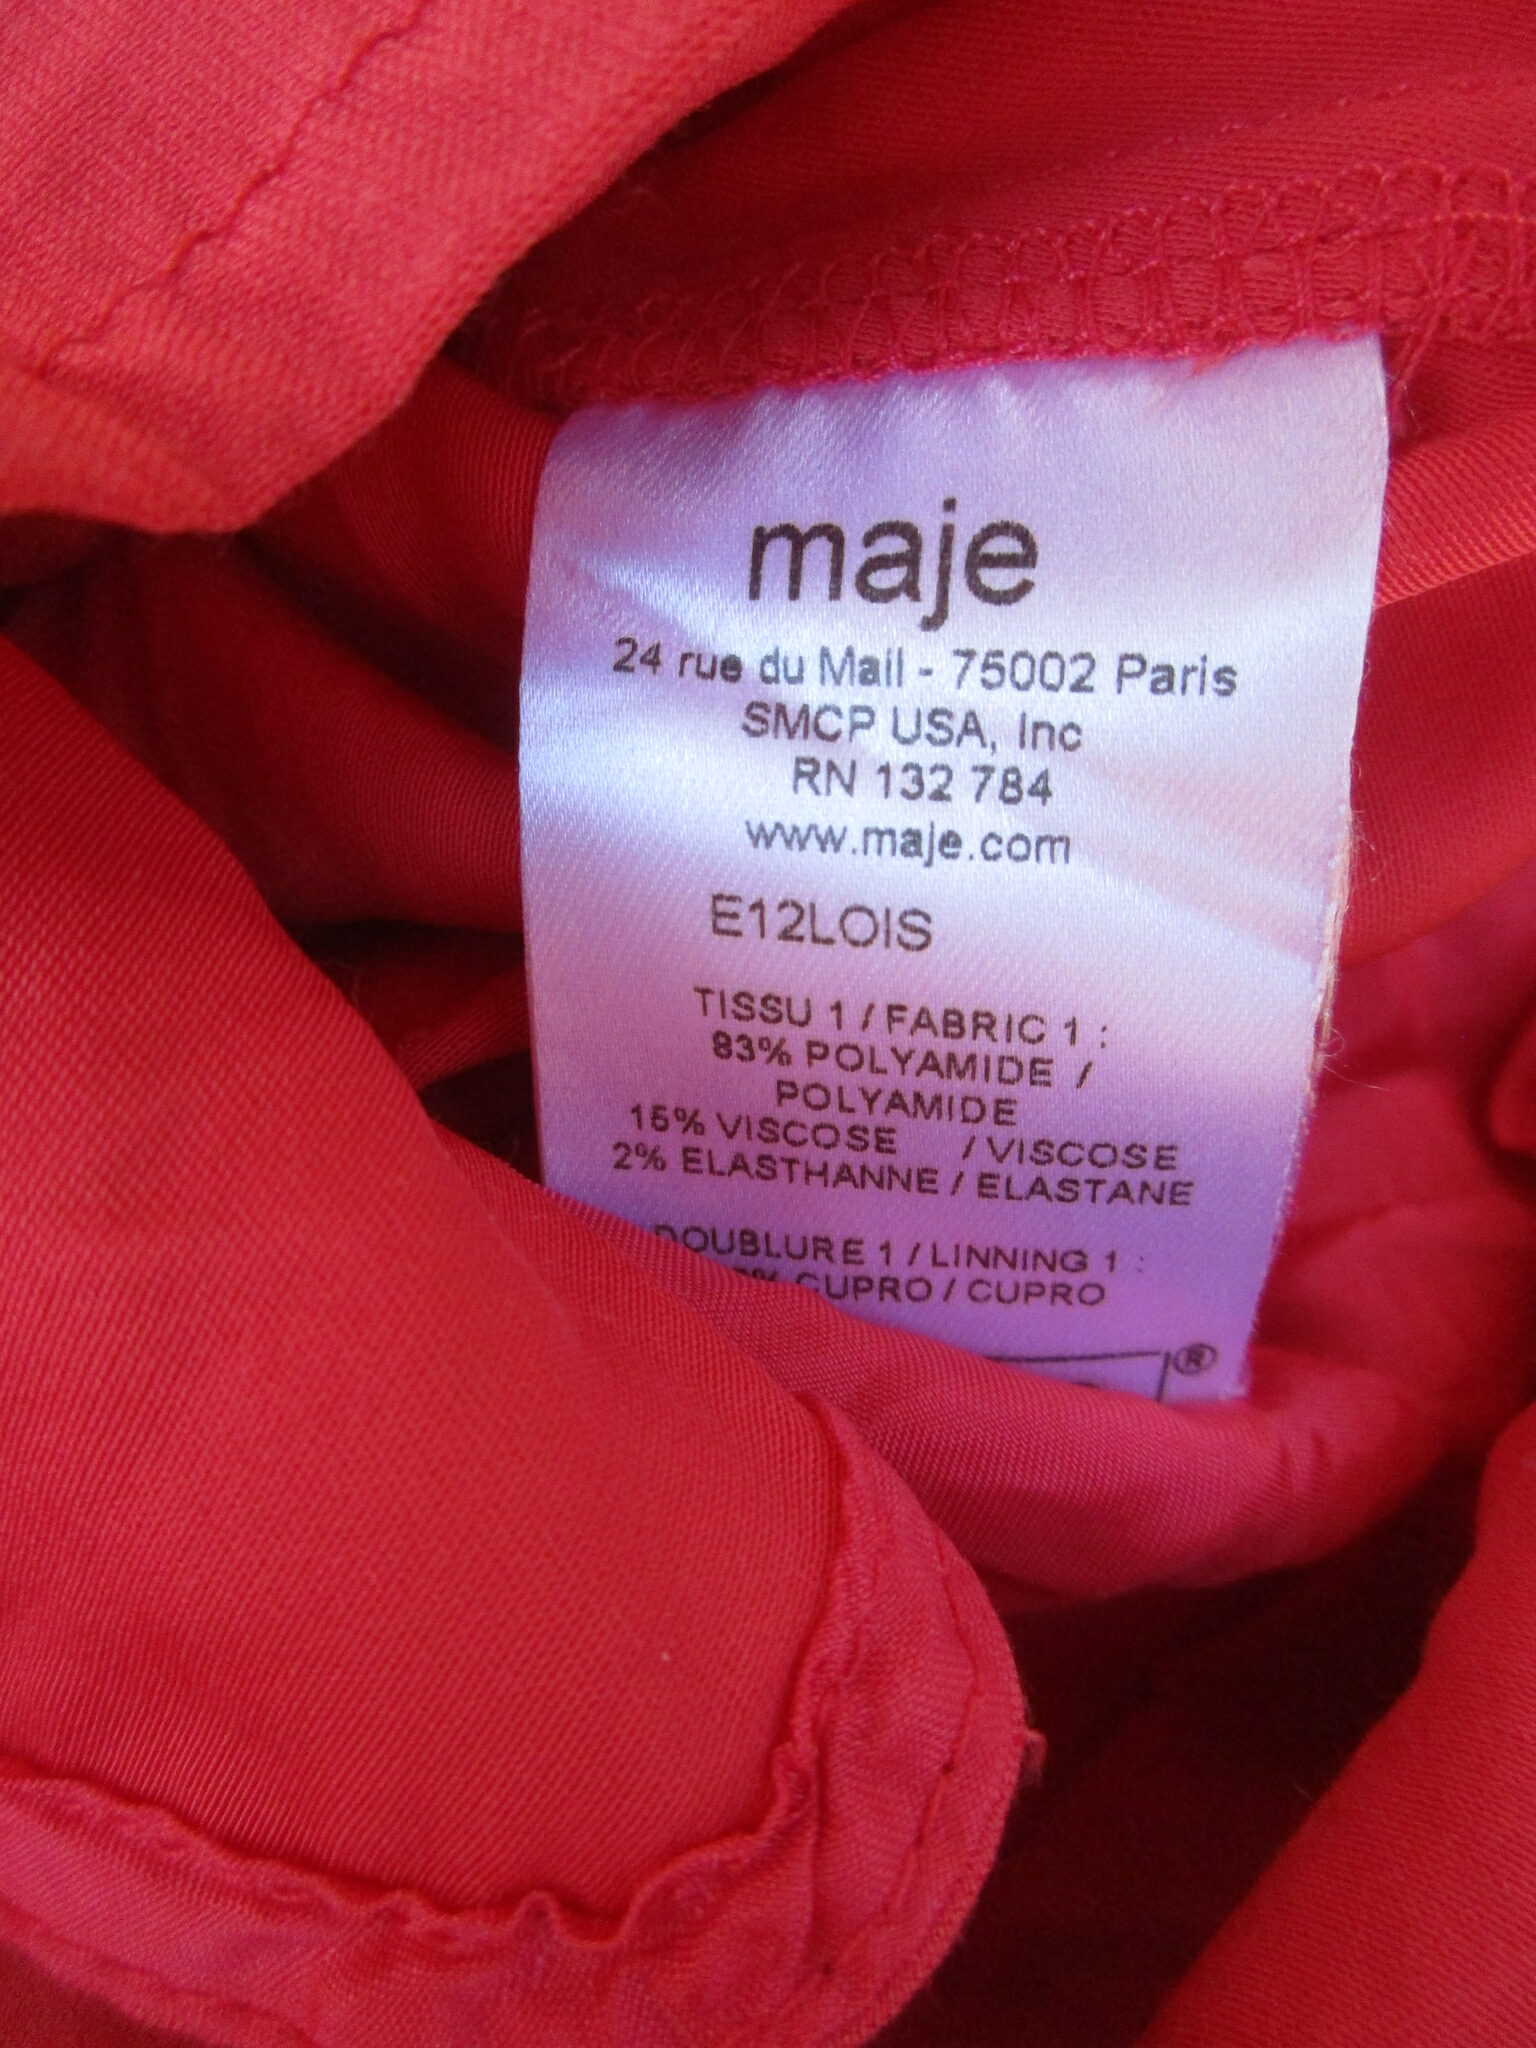 maje
24 rue du Mail - 75002 Paris
SMCP USA, Inc
RN 132 784
www.maje.com
E12LOIS
TISSU 1 / FABRIC 1 :
83% POLYAMIDE /
POLYAMIDE
15% VISCOSE / VISCOSE
2% ELASTHANNE / ELASTANE
DOUBLURE 1 / LINNING 1 :
CUPRO / CUPRO
®